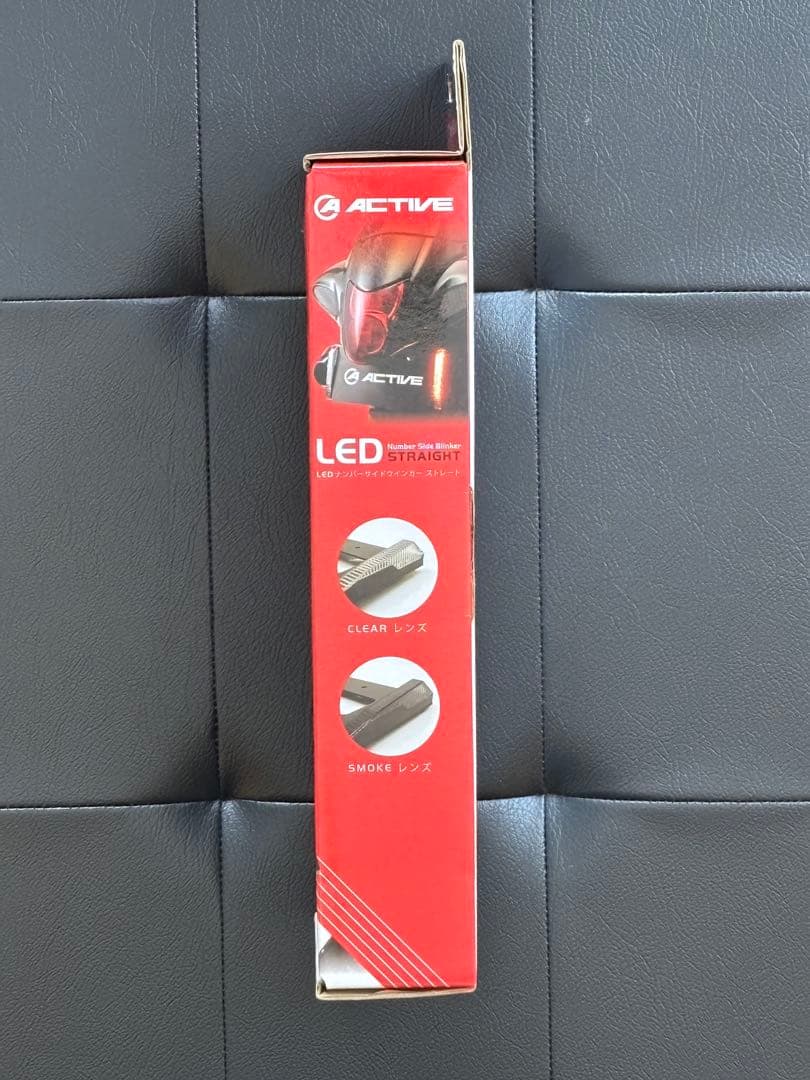 ACTIVE
ACTIVE
LED Number Side Blinker
STRAIGHT
LEDナンバーサイドウインカー ストレート
CLEAR レンズ
SMOKE レンズ